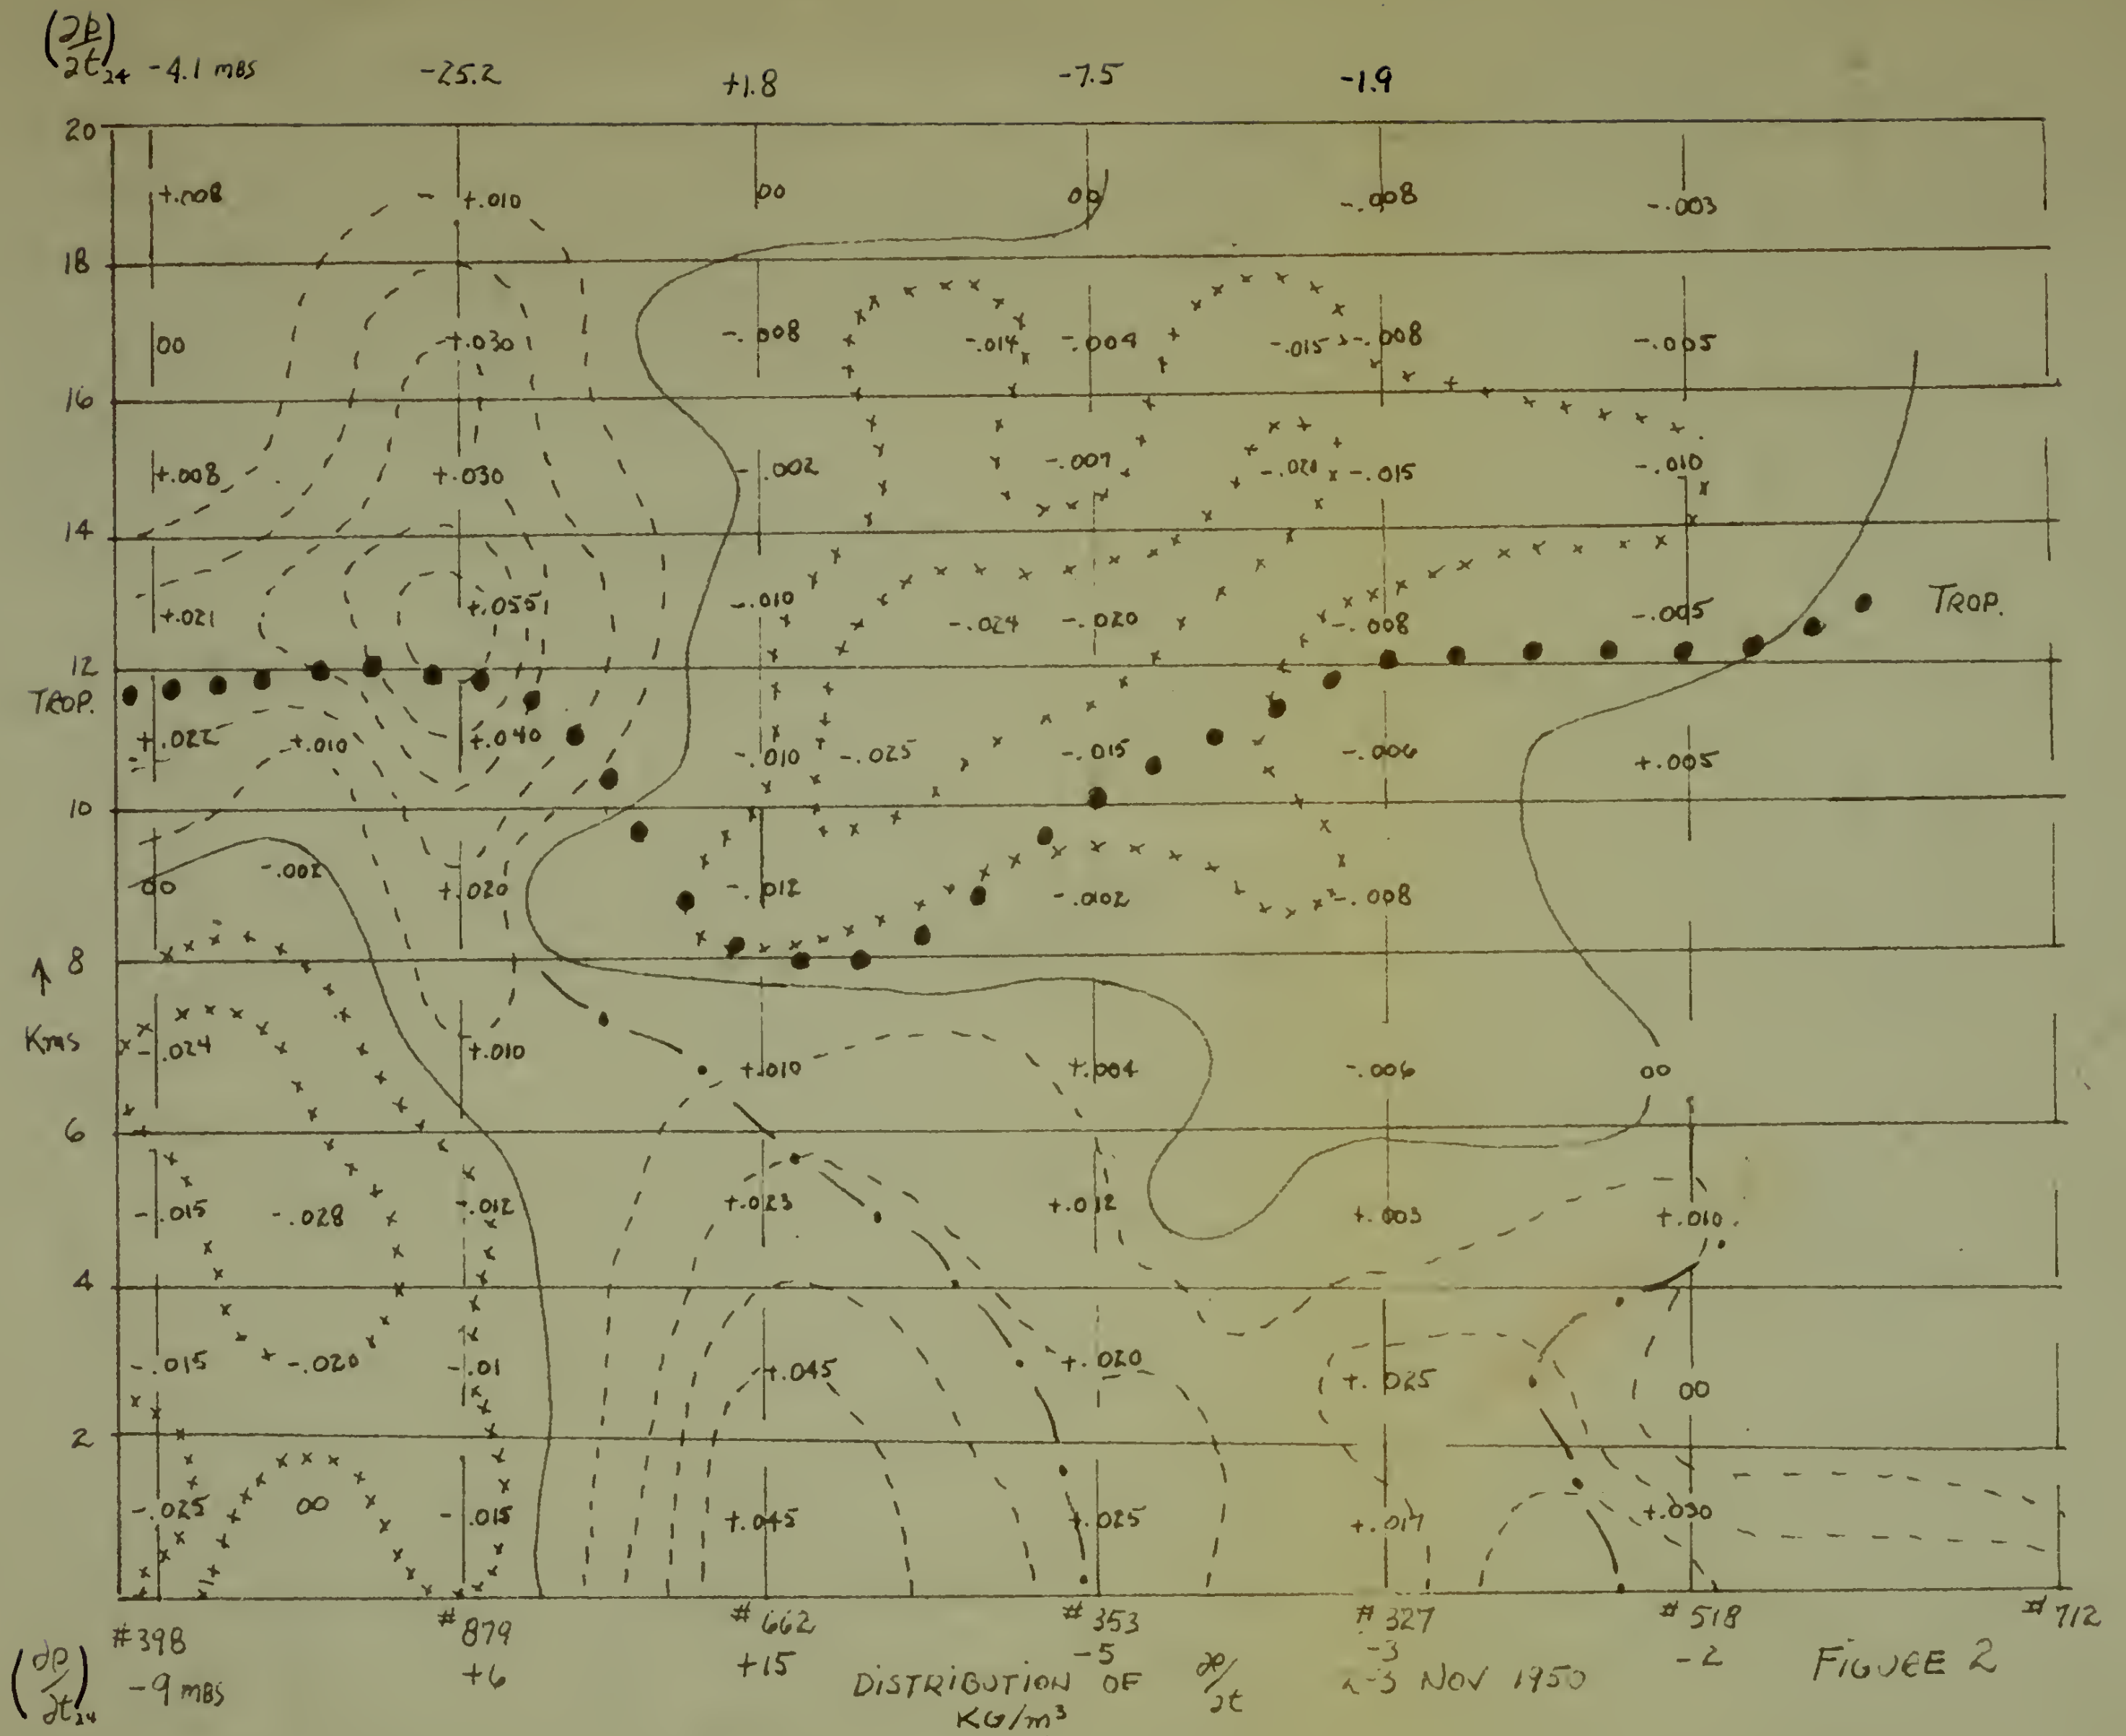 (∂p/∂t)24 -4.1 MBS -25.2 +1.8 -7.5 -1.9
20
+.008 +.010 00 00 -.008 -.003
18
00 +.030 -.008 -.014 -.004 -.015 -.008 -.005
16
+.008 +.030 -.002 -.007 -.021 -.015 -.010
14
+.021 +.055 -.010 -.024 -.020 -.008 -.005 TROP.
12
TROP.
+.022 +.010 +.040 -.010 -.025 -.015 -.006 +.005
10
00 -.002 +.020 -.012 -.0102 -.008
↑ 8
Kms -.024 +.010 +.010 +.004 -.006 00
6
-.015 -.028 -.012 +.023 +.012 +.003 +.010
4
-.015 -.020 -.01 +.045 +.020 +.025 00
2
-.025 00 -.015 +.045 +.025 +.017 +.030
#398 #879 #662 #353 #327 #518 #712
(∂p/∂t)24 -9 MBS +6 +15 -5 -3 -2
DISTRIBUTION OF ∂ρ/∂t 2-3 NOV 1950 FIGURE 2
KG/m³